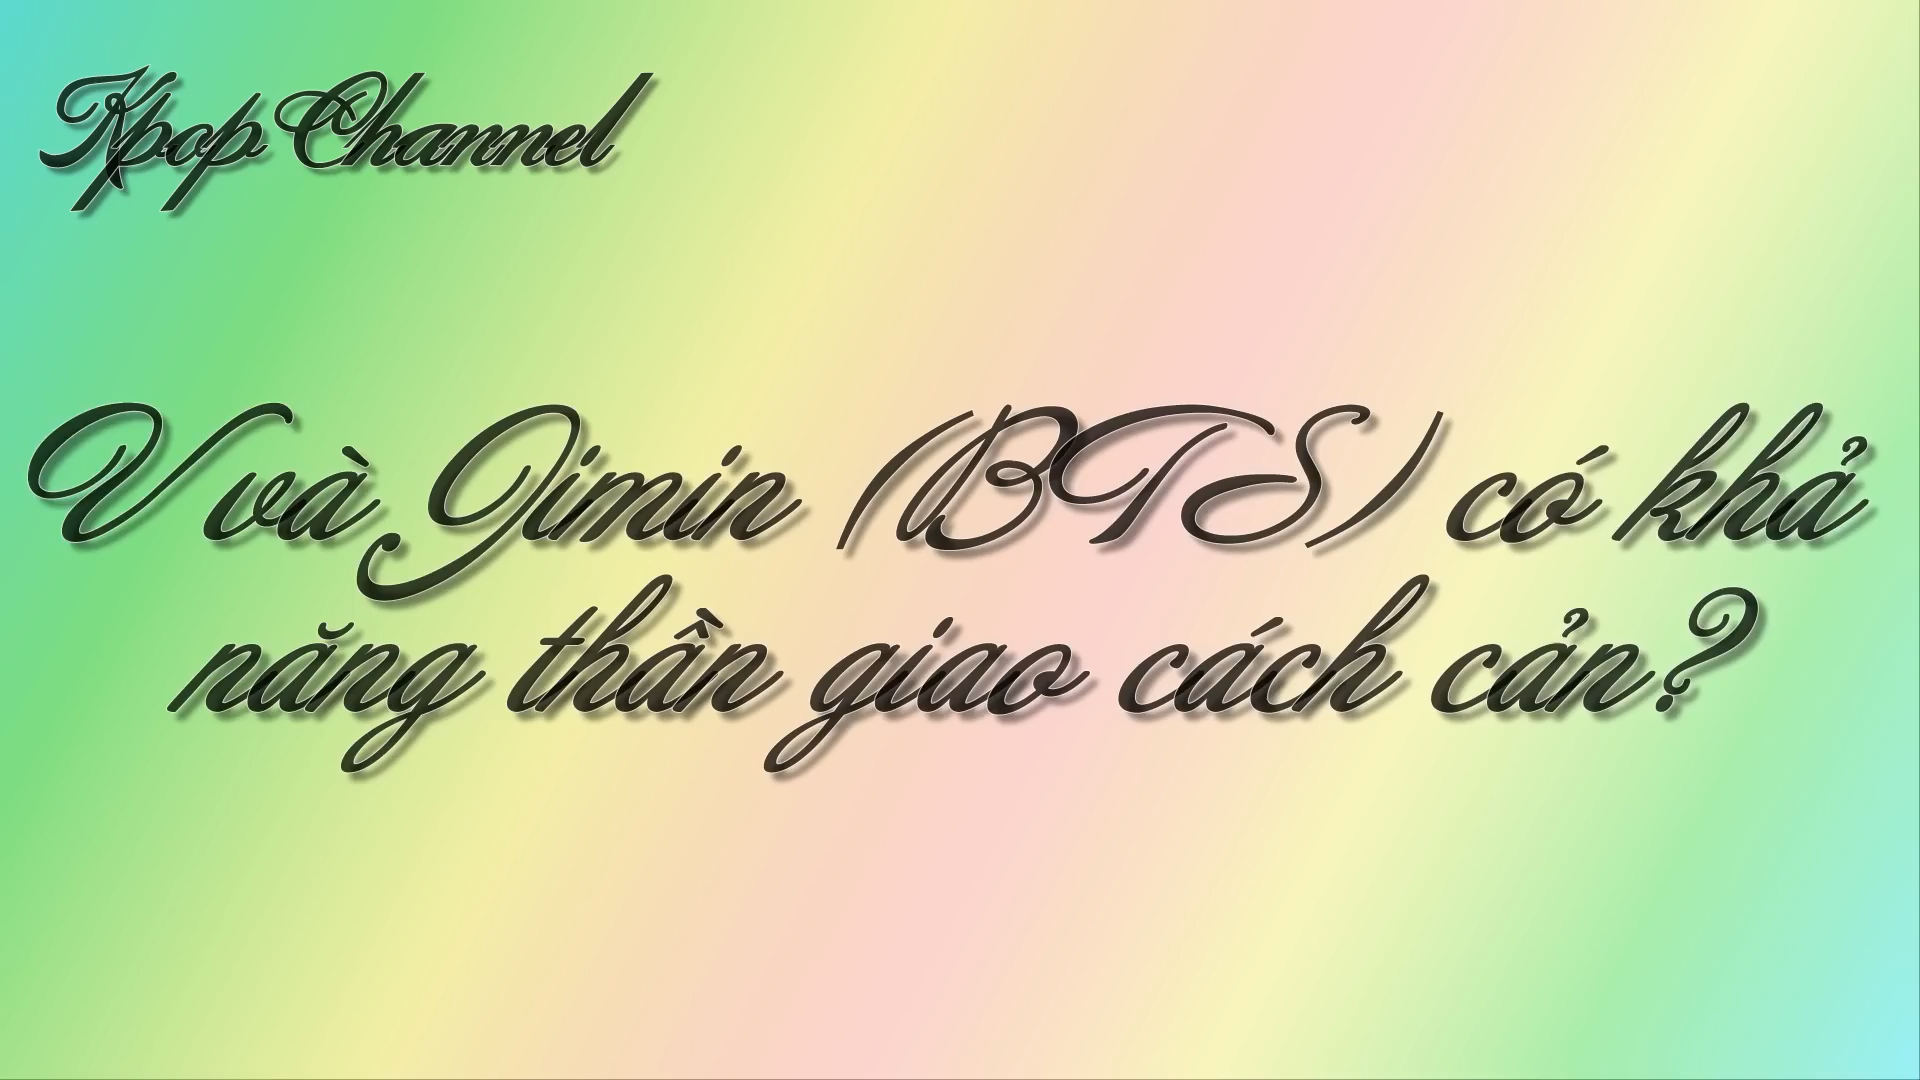 Kpop Channel
V và Jimin (BTS) có khả
năng thần giao cách cản?